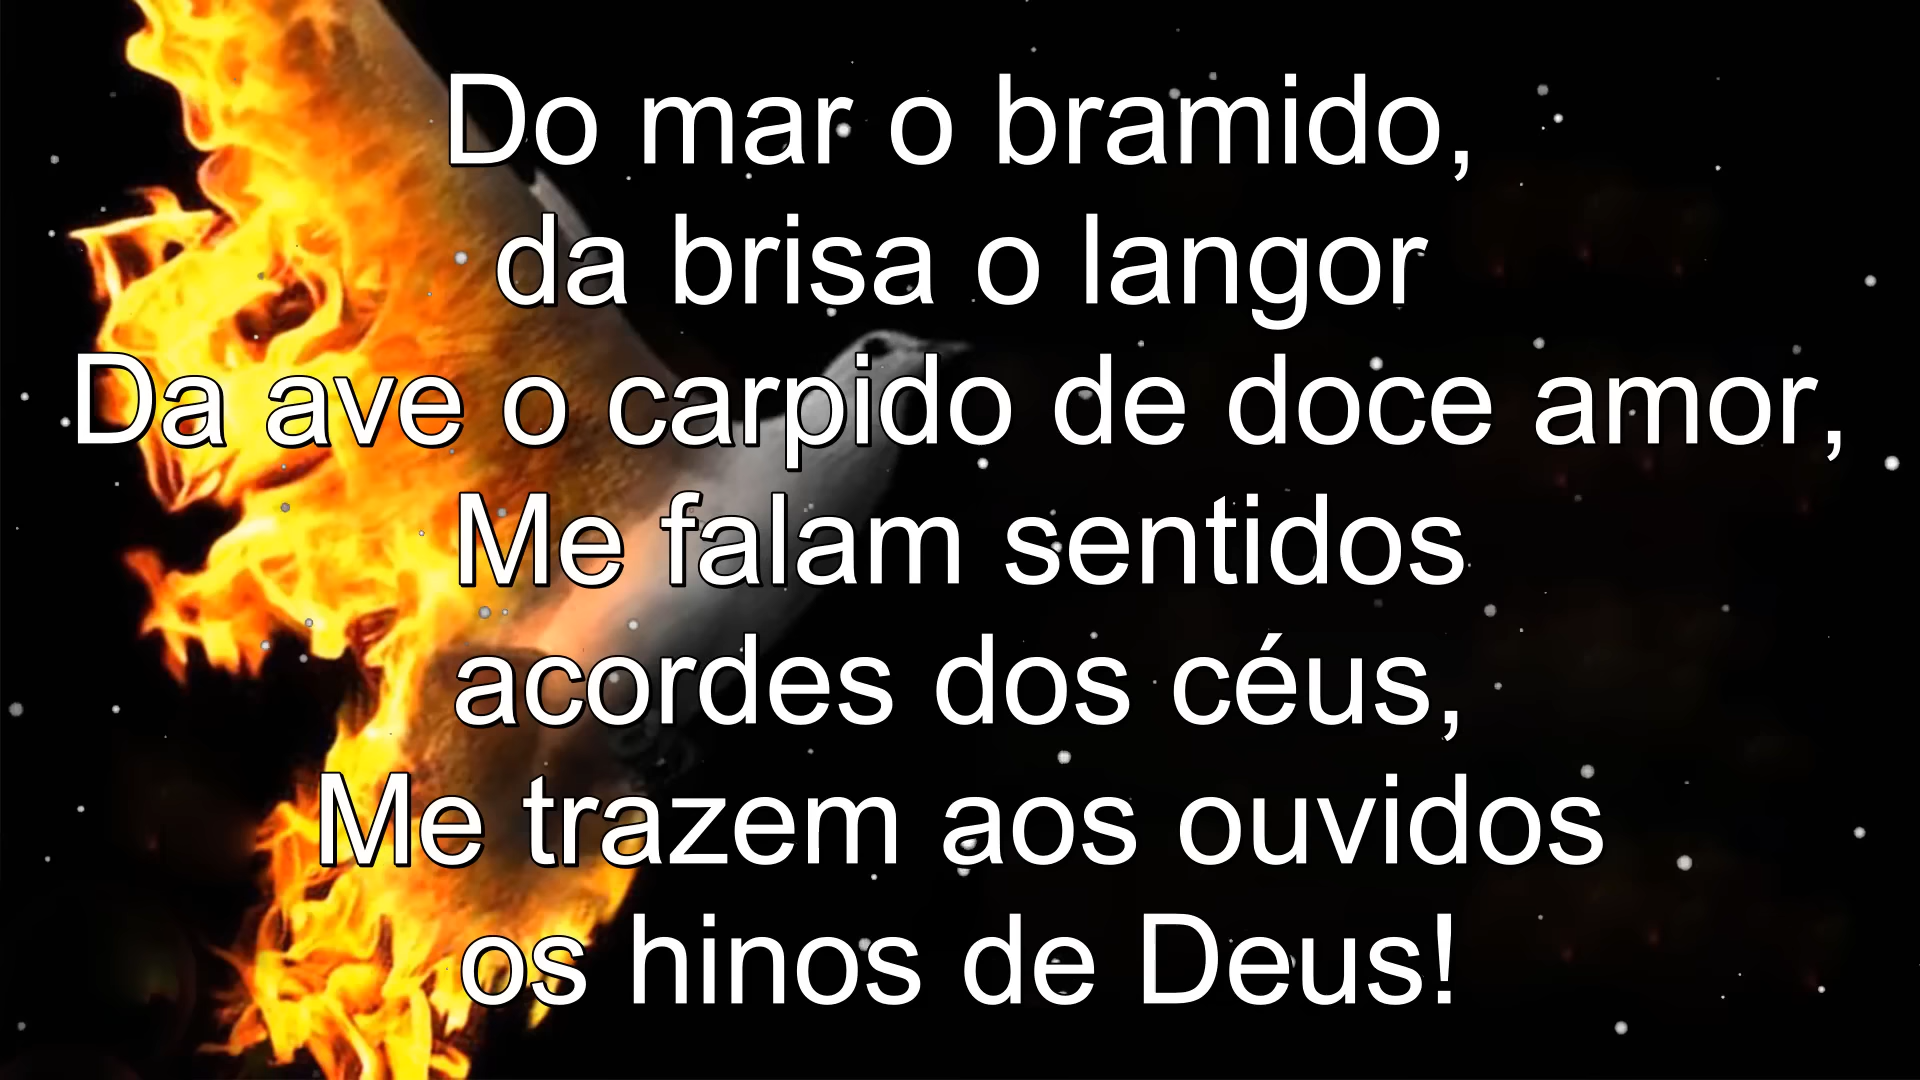 Do mar o bramido,
da brisa o langor
Da ave o carpido de doce amor,
Me falam sentidos
acordes dos céus,
Me trazem aos ouvidos
os hinos de Deus!